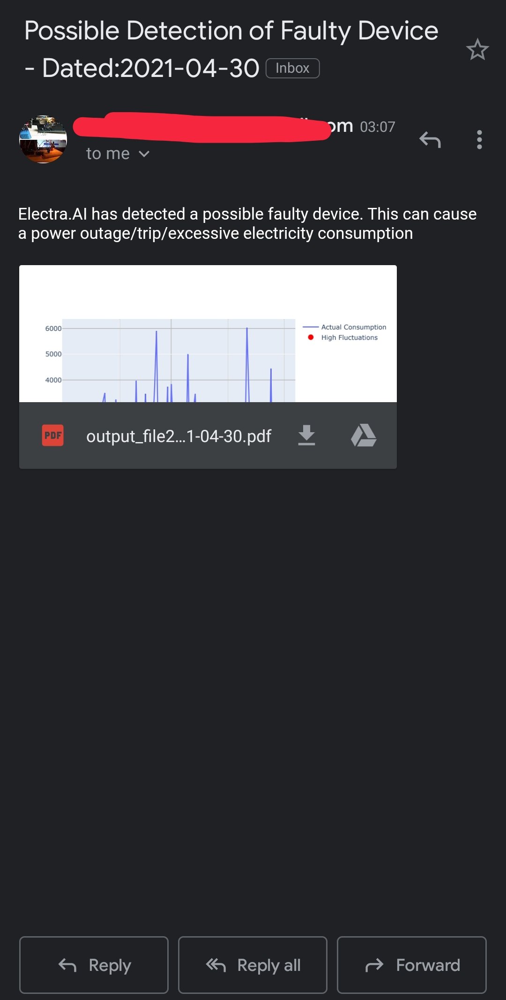 Possible Detection of Faulty Device
- Dated:2021-04-30 Inbox
om 03:07
to me
Electra.AI has detected a possible faulty device. This can cause
a power outage/trip/excessive electricity consumption
6000
5000
4000
Actual Consumption
High Fluctuations
PDF output_file2...1-04-30.pdf
Reply Reply all Forward